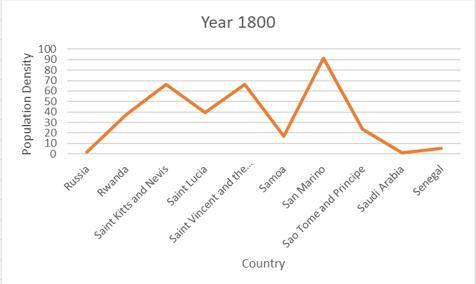 Year 1800
Population Density
100
90
80
70
60
50
40
30
20
10
0
Russia
Rwanda
Saint Kitts and Nevis
Saint Lucia
Saint Vincent and the...
Samoa
San Marino
Sao Tome and Principe
Saudi Arabia
Senegal
Country